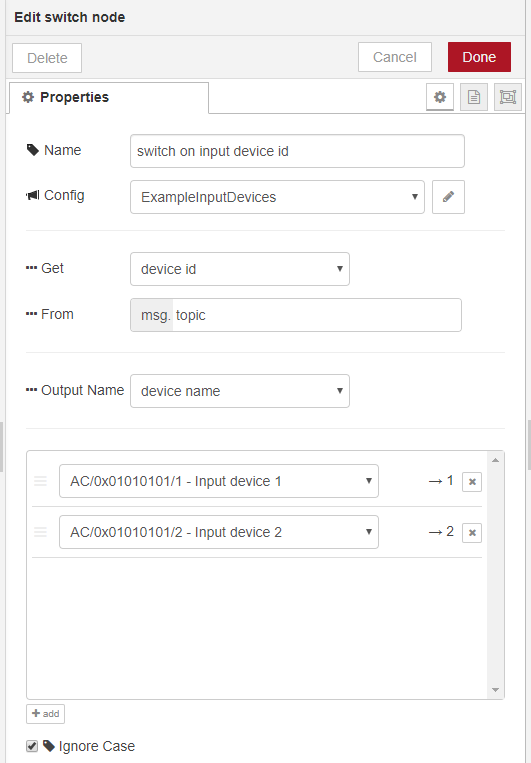 Edit switch node
Delete Cancel Done
Properties
Name switch on input device id
Config ExampleInputDevices
Get device id
From msg. topic
Output Name device name
AC/0x01010101/1 - Input device 1 → 1
AC/0x01010101/2 - Input device 2 → 2
+ add
Ignore Case